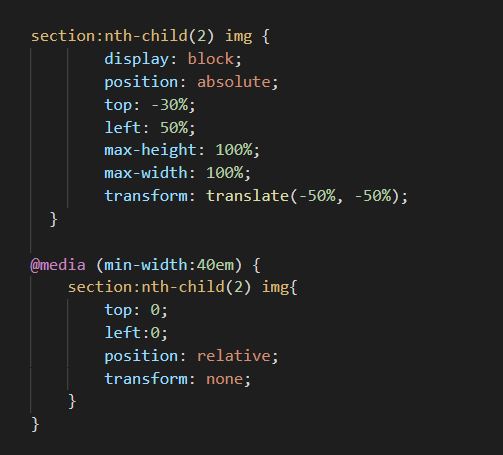 section:nth-child(2) img {
display: block;
position: absolute;
top: -30%;
left: 50%;
max-height: 100%;
max-width: 100%;
transform: translate(-50%, -50%);
}
@media (min-width:40em) {
section:nth-child(2) img{
top: 0;
left:0;
position: relative;
transform: none;
}
}